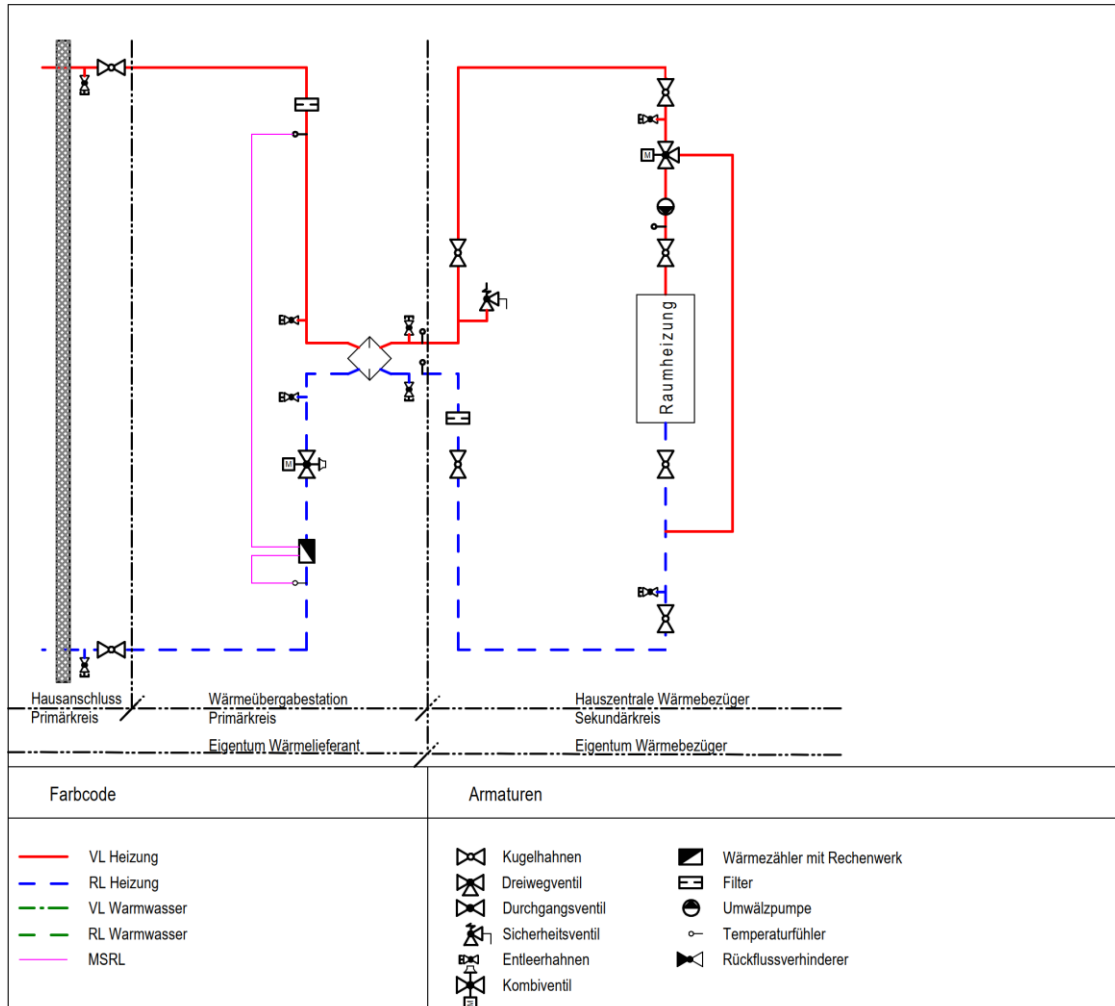 M
Raumheizung
M
Hausanschluss
Primärkreis
Wärmeübergabestation
Primärkreis
Hauszentrale Wärmebezüger
Sekundärkreis
Eigentum Wärmelieferant
Eigentum Wärmebezüger
Farbcode
Armaturen
VL Heizung
RL Heizung
VL Warmwasser
RL Warmwasser
MSRL
Kugelhahnen
Dreiwegventil
Durchgangsventil
Sicherheitsventil
Entleerhahnen
Kombiventil
M
Wärmezähler mit Rechenwerk
Filter
Umwälzpumpe
Temperaturfühler
Rückflussverhinderer